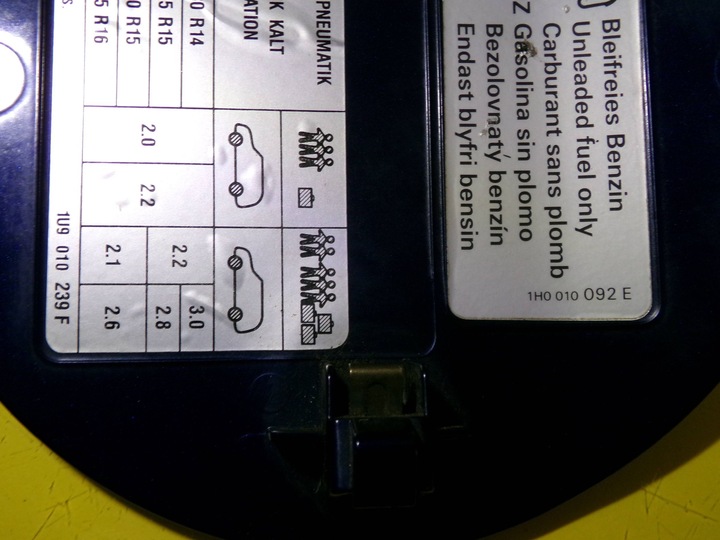 Bleifreies Benzin
Unleaded fuel only
Carburant sans plomb
Z Gasolina sin plomo
Bezolovnatý benzín
Endast blyfri bensin
1H0 010 092 E
PNEUMATIK
K KALT
ATION
0 R14 3.0
2.2
5 R15 2.8
2.0 2.2
0 R15
2.1 2.6
5 R16
s.
1U9 010 239 F